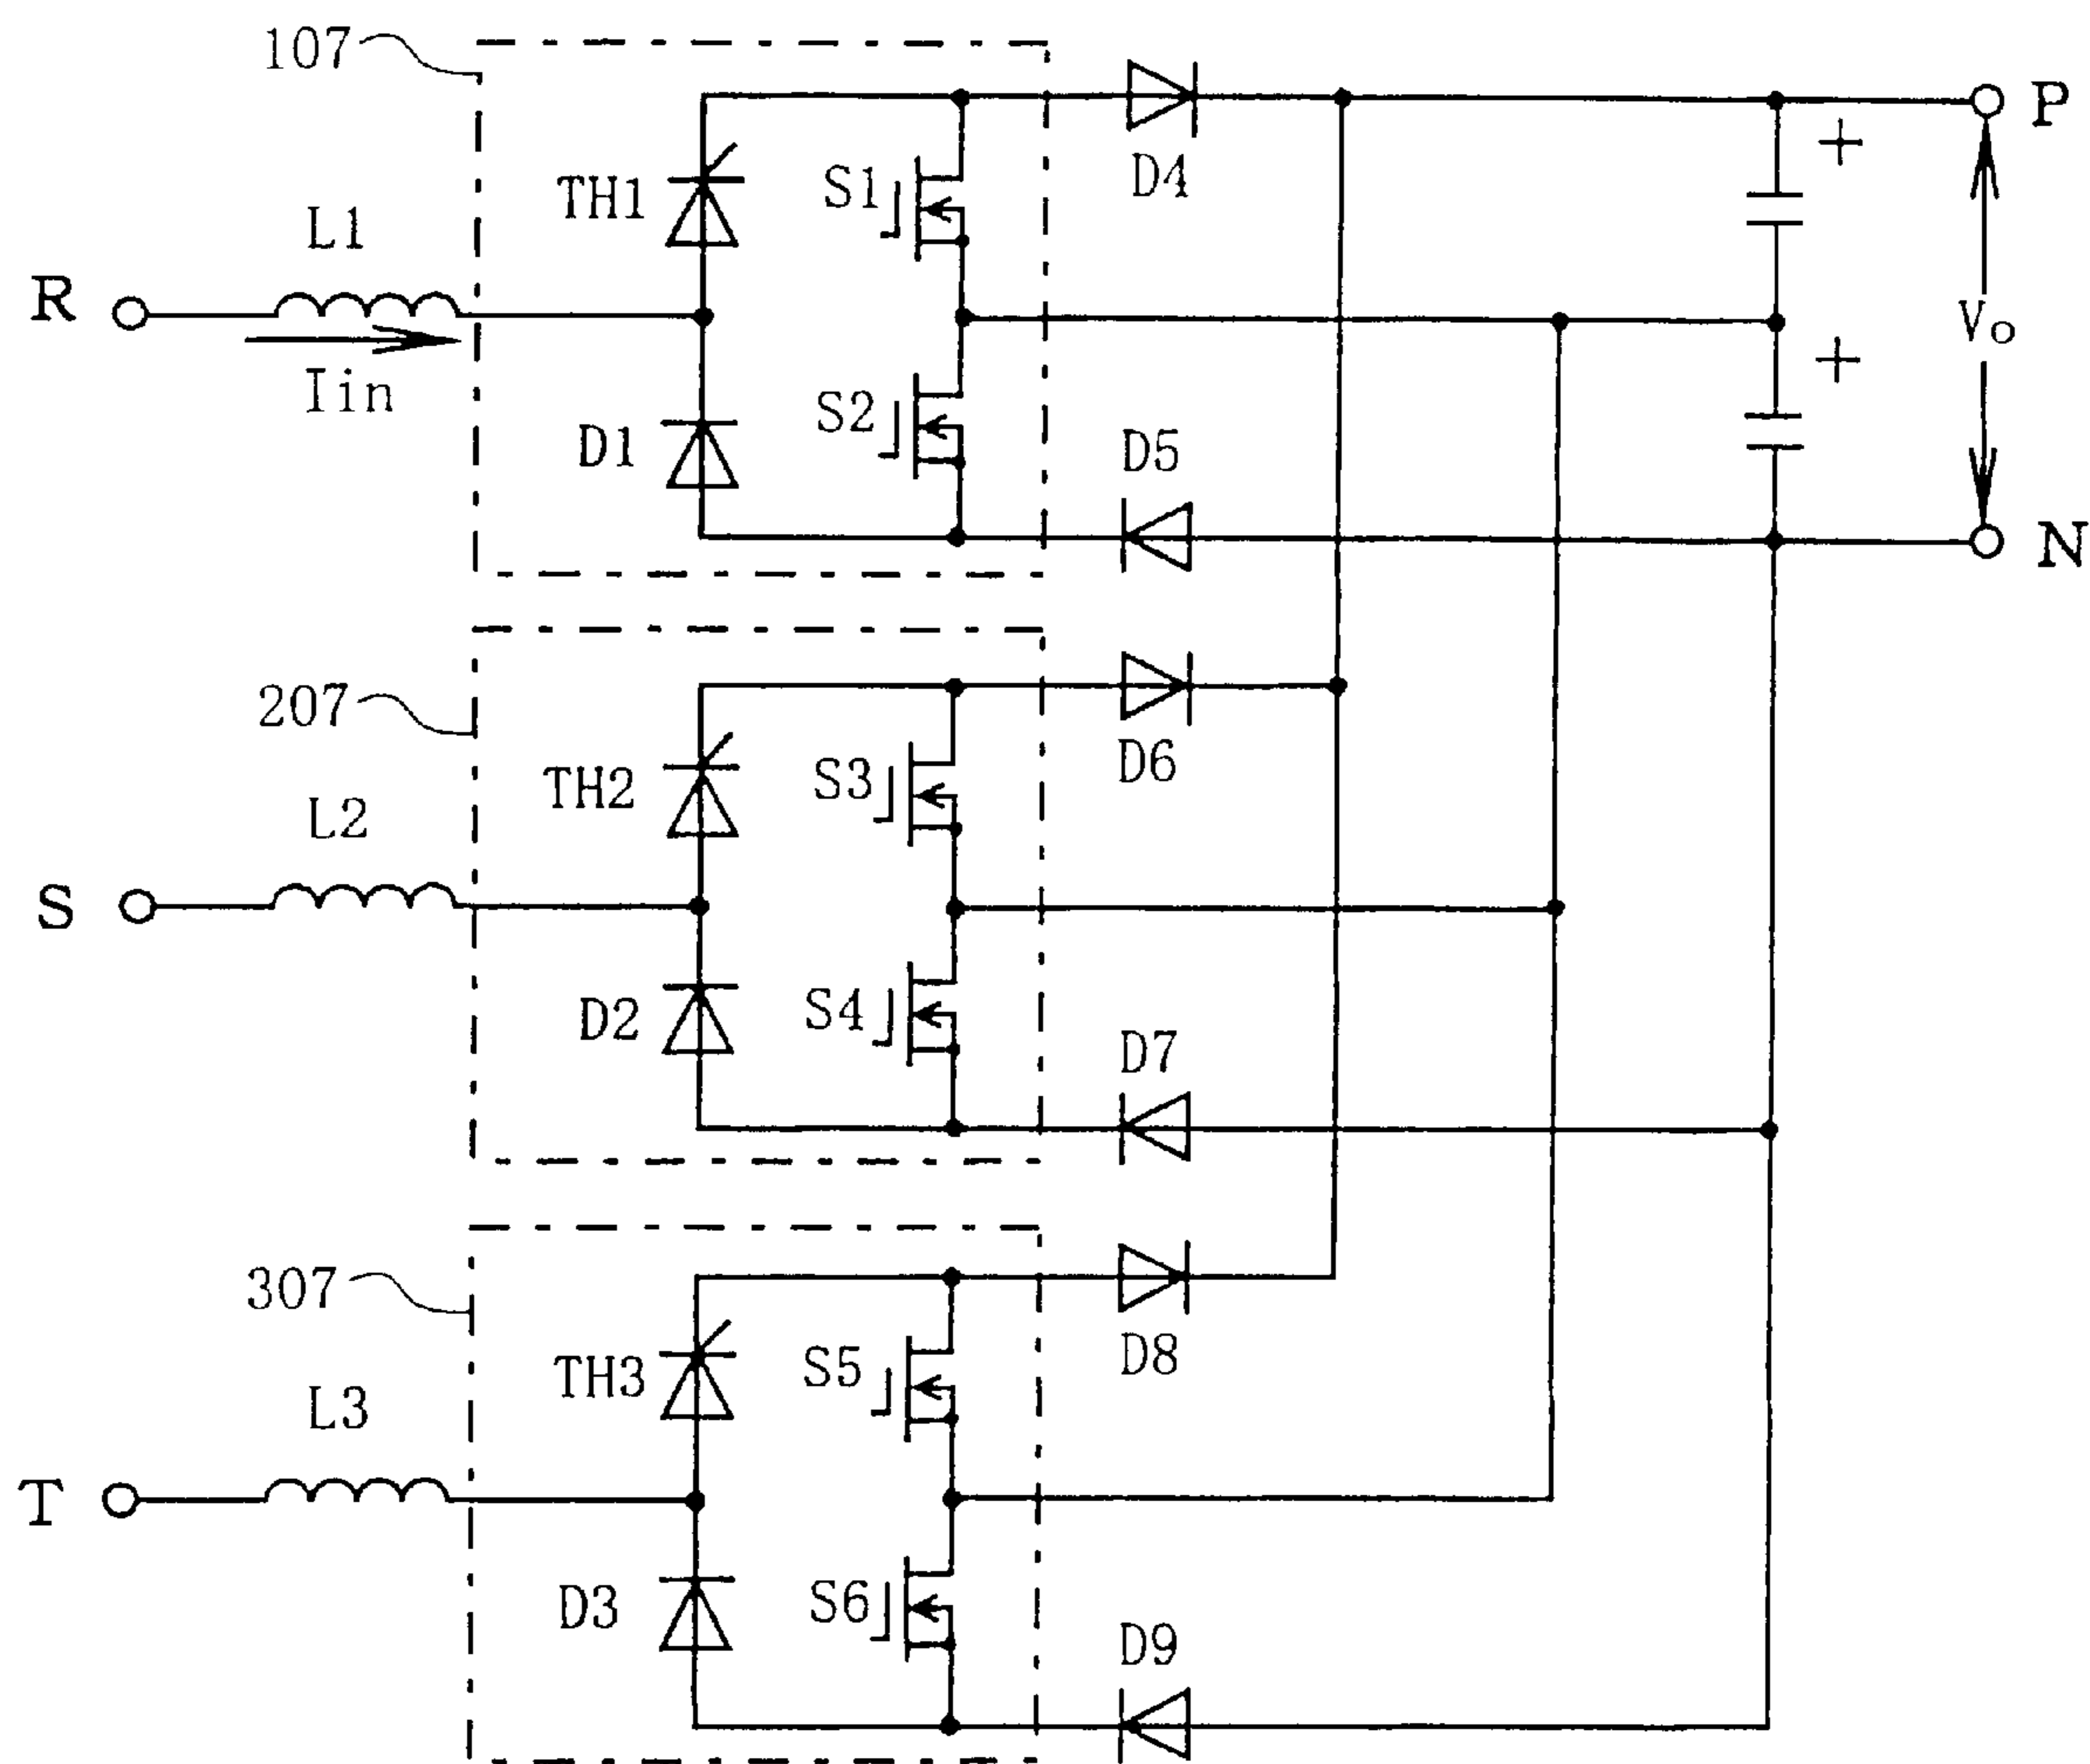 107
P
D4
S1
TH1
L1
R
Vo
Iin
S2
D1
D5
N
207
D6
S3
TH2
L2
S
S4
D2
D7
307
D8
S5
TH3
L3
T
S6
D3
D9
+
+